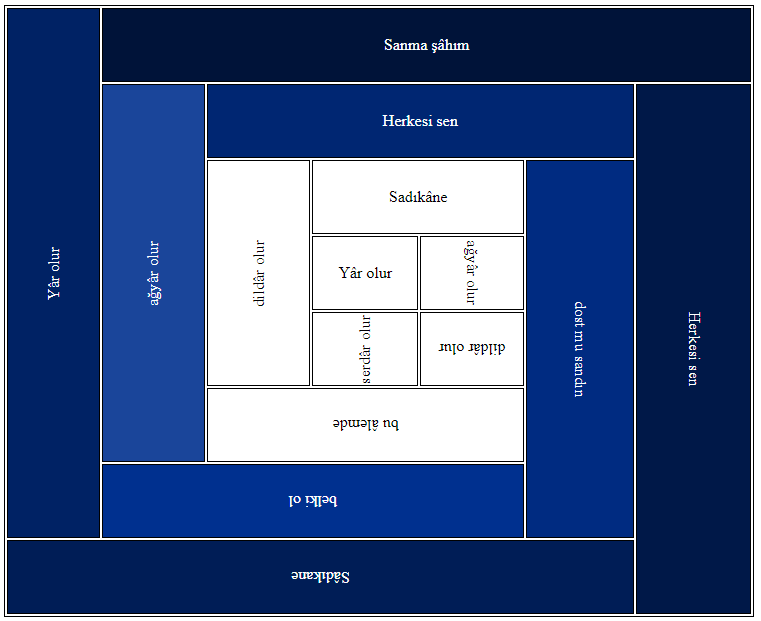 Sanma şâhım
Herkesi sen
Sâdıkane
Yâr olur
Herkesi sen
dost mu sandın
belki ol
ağyâr olur
Sadıkâne
bu âlemde
dildâr olur
Yâr olur
ağyâr olur
dildâr olur
serdâr olur